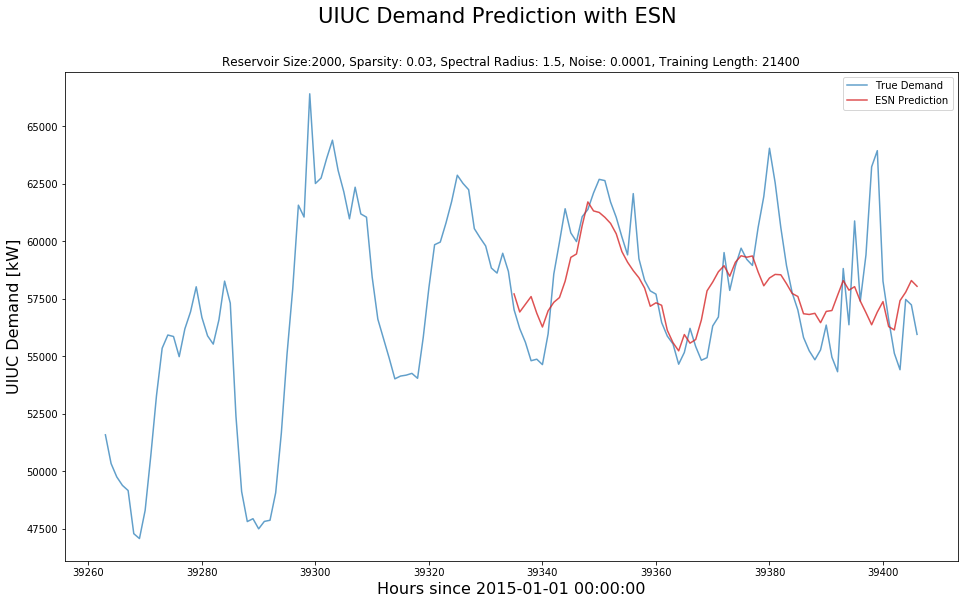 UIUC Demand Prediction with ESN
Reservoir Size:2000, Sparsity: 0.03, Spectral Radius: 1.5, Noise: 0.0001, Training Length: 21400
True Demand
ESN Prediction
UIUC Demand [kW]
65000
62500
60000
57500
55000
52500
50000
47500
39260 39280 39300 39320 39340 39360 39380 39400
Hours since 2015-01-01 00:00:00